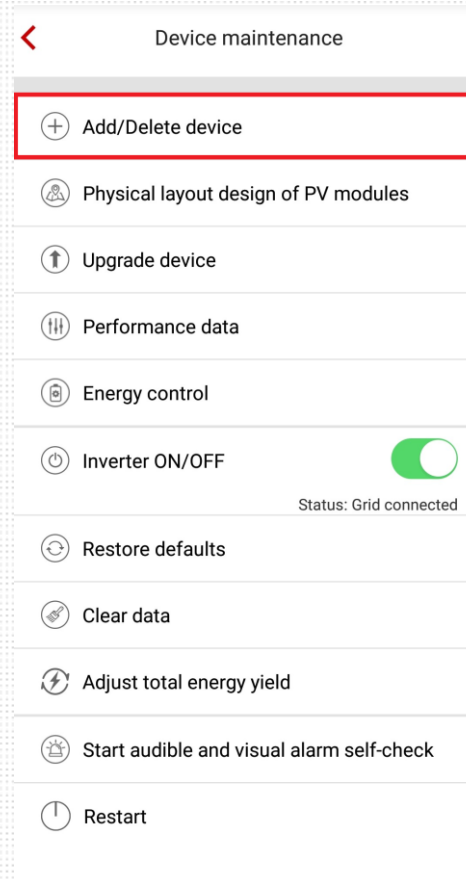 Device maintenance
Add/Delete device
Physical layout design of PV modules
Upgrade device
Performance data
Energy control
Inverter ON/OFF
Status: Grid connected
Restore defaults
Clear data
Adjust total energy yield
Start audible and visual alarm self-check
Restart